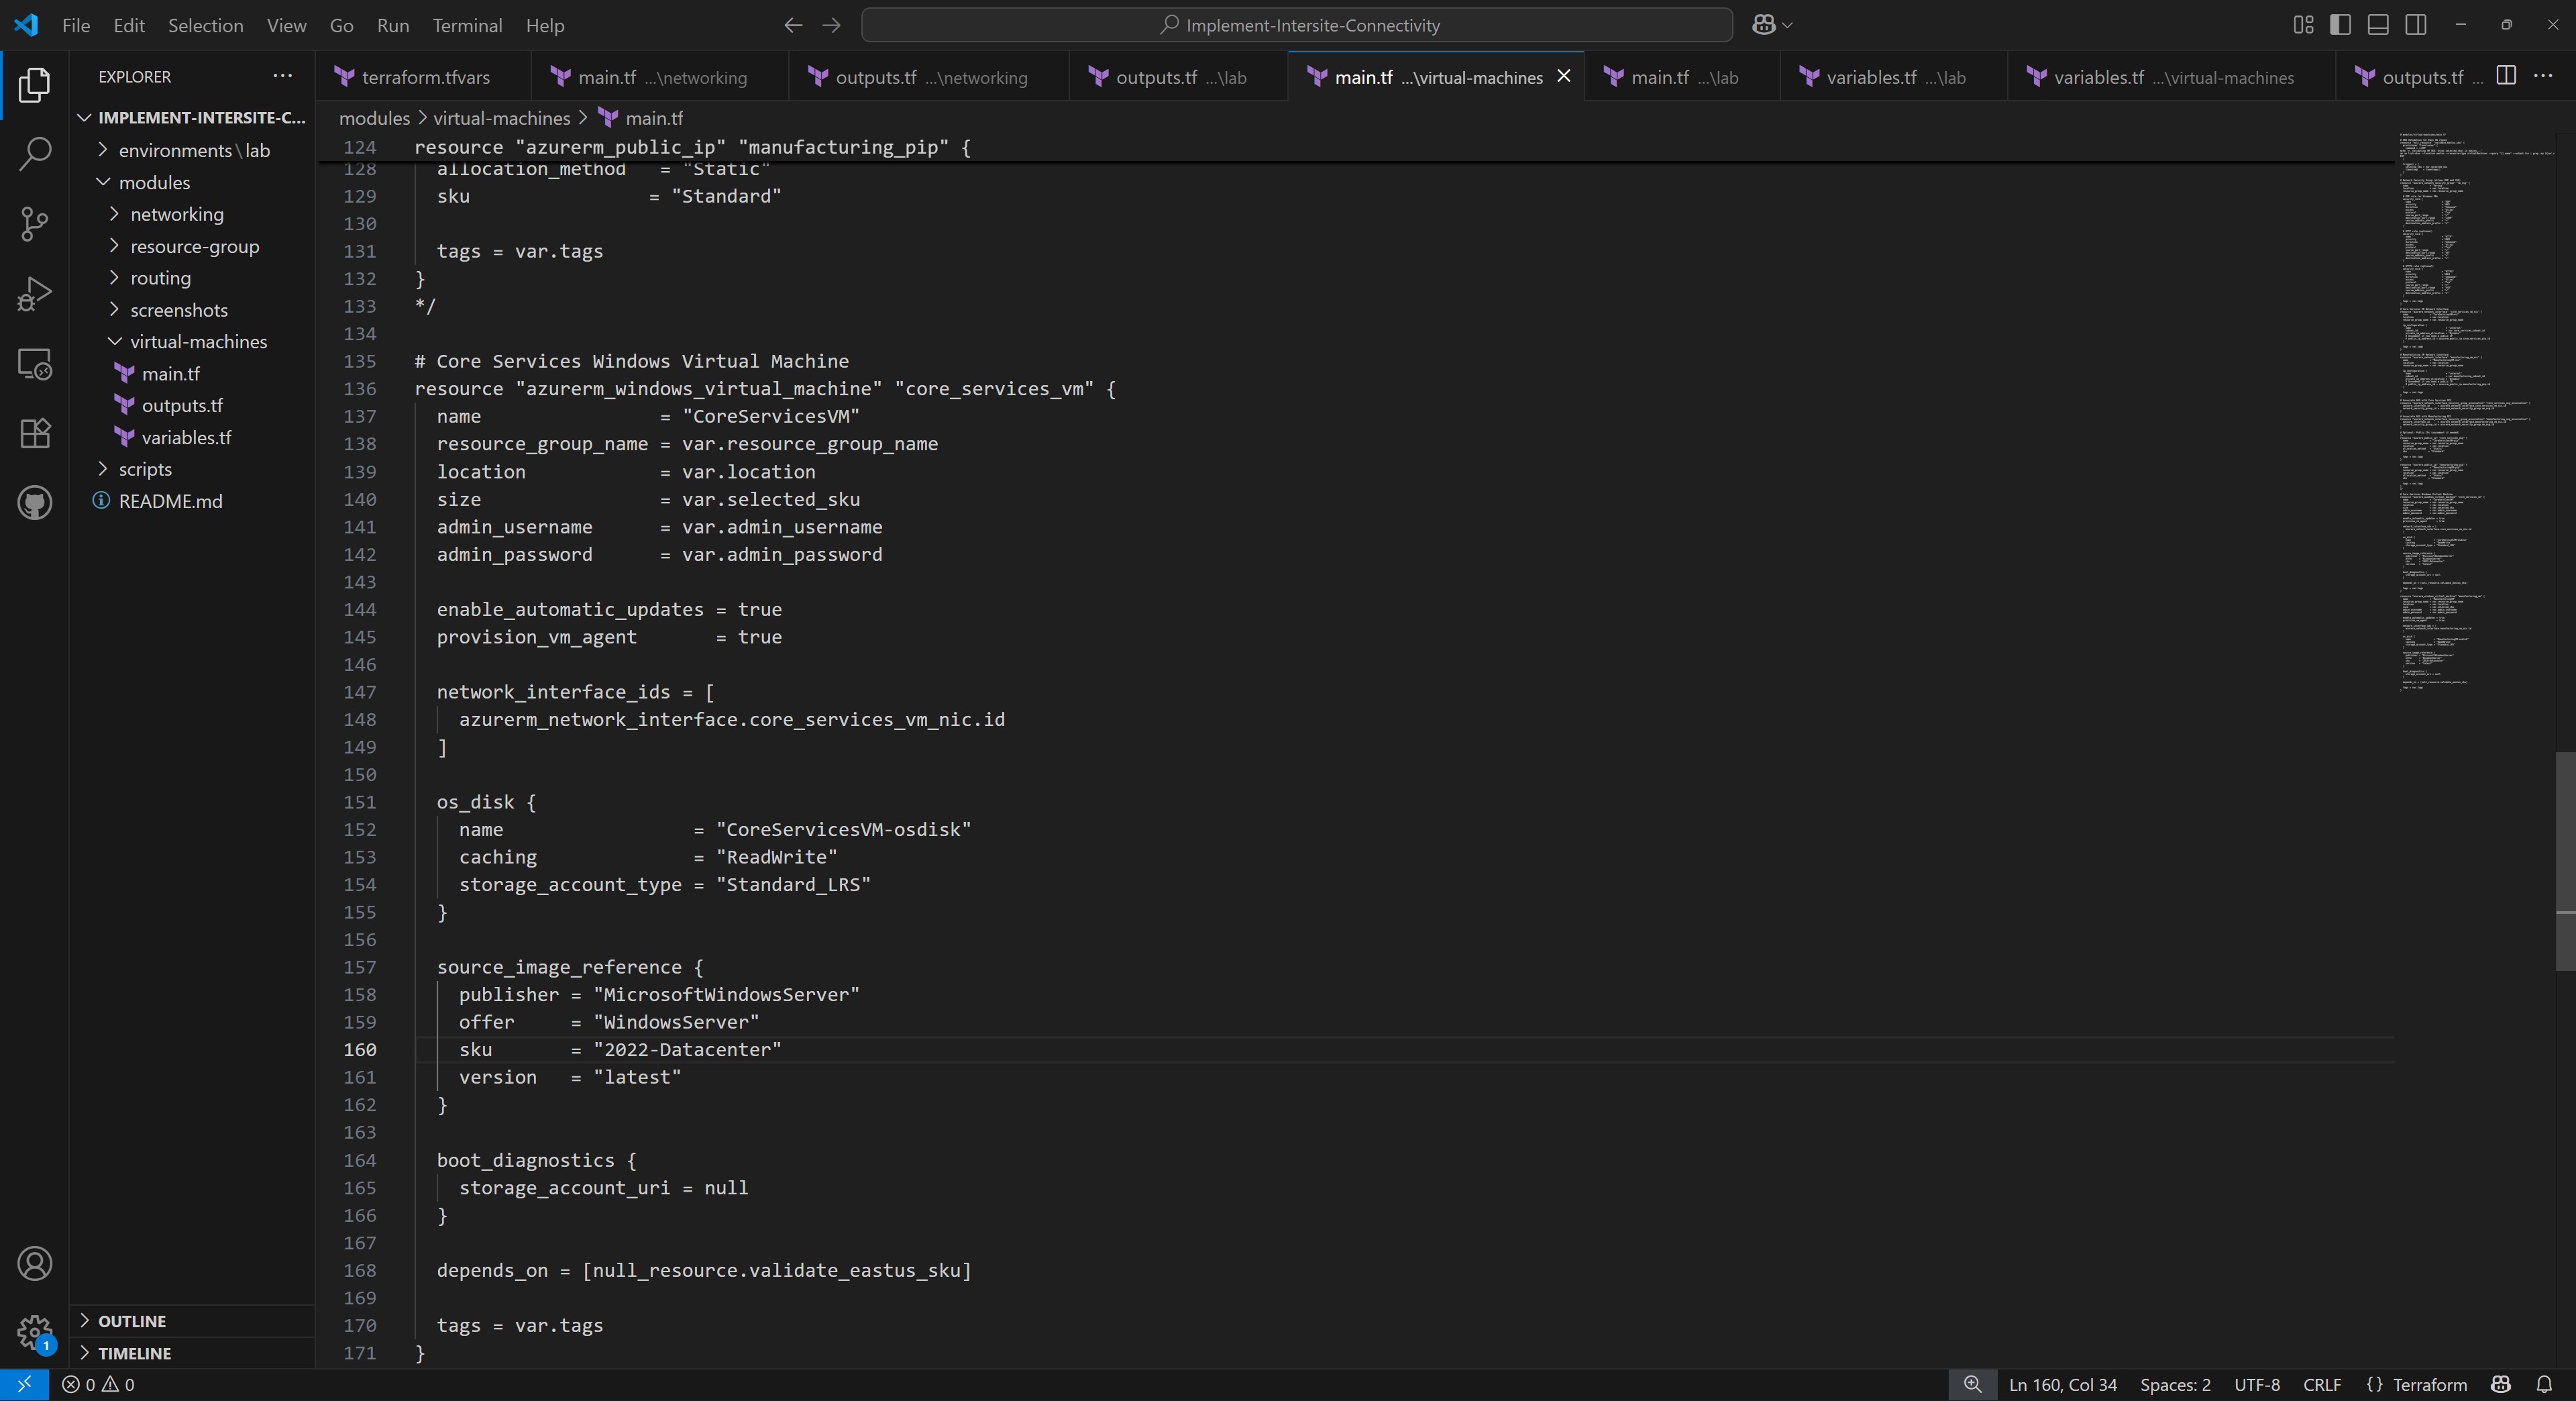 File Edit Selection View Go Run Terminal Help
Implement-Intersite-Connectivity
EXPLORER
terraform.tfvars
main.tf ...\networking
outputs.tf ...\networking
outputs.tf ...\lab
main.tf ...\virtual-machines
main.tf ...\lab
variables.tf ...\lab
variables.tf ...\virtual-machines
outputs.tf ...
IMPLEMENT-INTERSITE-C...
environments\lab
modules
networking
resource-group
routing
screenshots
virtual-machines
main.tf
outputs.tf
variables.tf
scripts
README.md
OUTLINE
TIMELINE
1
modules > virtual-machines > main.tf
124 resource "azurerm_public_ip" "manufacturing_pip" {
128 allocation_method = "Static"
129 sku = "Standard"
130
131 tags = var.tags
132 }
133 */
134
135 # Core Services Windows Virtual Machine
136 resource "azurerm_windows_virtual_machine" "core_services_vm" {
137 name = "CoreServicesVM"
138 resource_group_name = var.resource_group_name
139 location = var.location
140 size = var.selected_sku
141 admin_username = var.admin_username
142 admin_password = var.admin_password
143
144 enable_automatic_updates = true
145 provision_vm_agent = true
146
147 network_interface_ids = [
148 azurerm_network_interface.core_services_vm_nic.id
149 ]
150
151 os_disk {
152 name = "CoreServicesVM-osdisk"
153 caching = "ReadWrite"
154 storage_account_type = "Standard_LRS"
155 }
156
157 source_image_reference {
158 publisher = "MicrosoftWindowsServer"
159 offer = "WindowsServer"
160 sku = "2022-Datacenter"
161 version = "latest"
162 }
163
164 boot_diagnostics {
165 storage_account_uri = null
166 }
167
168 depends_on = [null_resource.validate_eastus_sku]
169
170 tags = var.tags
171 }
0 0
Ln 160, Col 34 Spaces: 2 UTF-8 CRLF {} Terraform